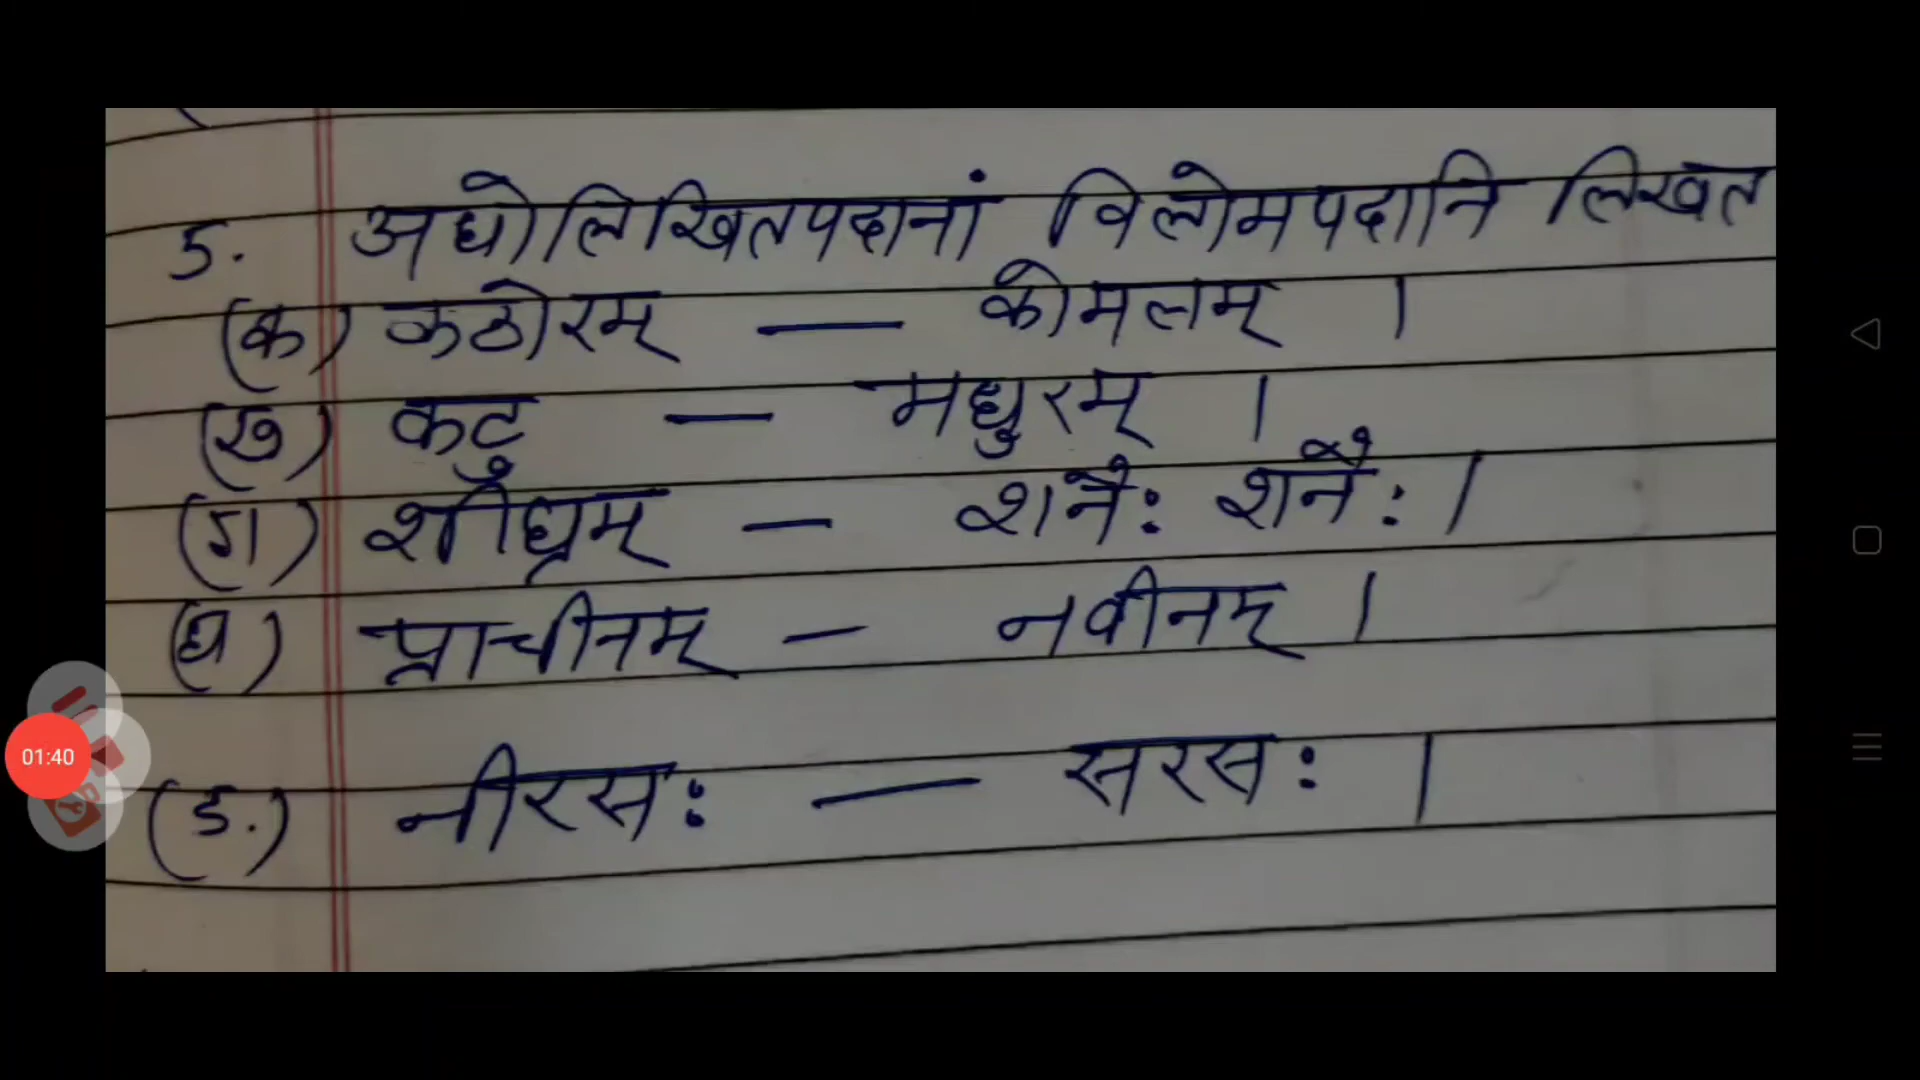 5. अधोलिखितपदानां विलोमपदानि लिखत
(क) कठोरम् — कोमलम् ।
(ख) कटु — मधुरम् ।
(ग) शीघ्रम् — शनैः शनैः ।
(घ) प्राचीनम् — नवीनम् ।
(ङ) नीरसः — सरसः ।
01:40